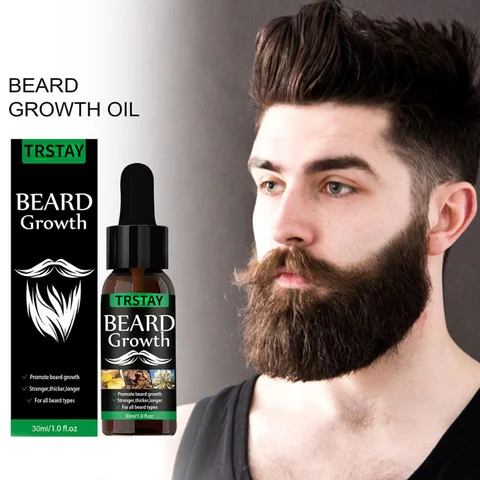 BEARD
GROWTH OIL
TRSTAY
BEARD
Growth
Promote beard growth
Stronger,thicker,longer
For all beard types
30ml/1.0 fl.oz
TRSTAY
BEARD
Growth
Promote beard growth
Stronger,thicker,longer
For all beard types
30ml/1.0 fl.oz